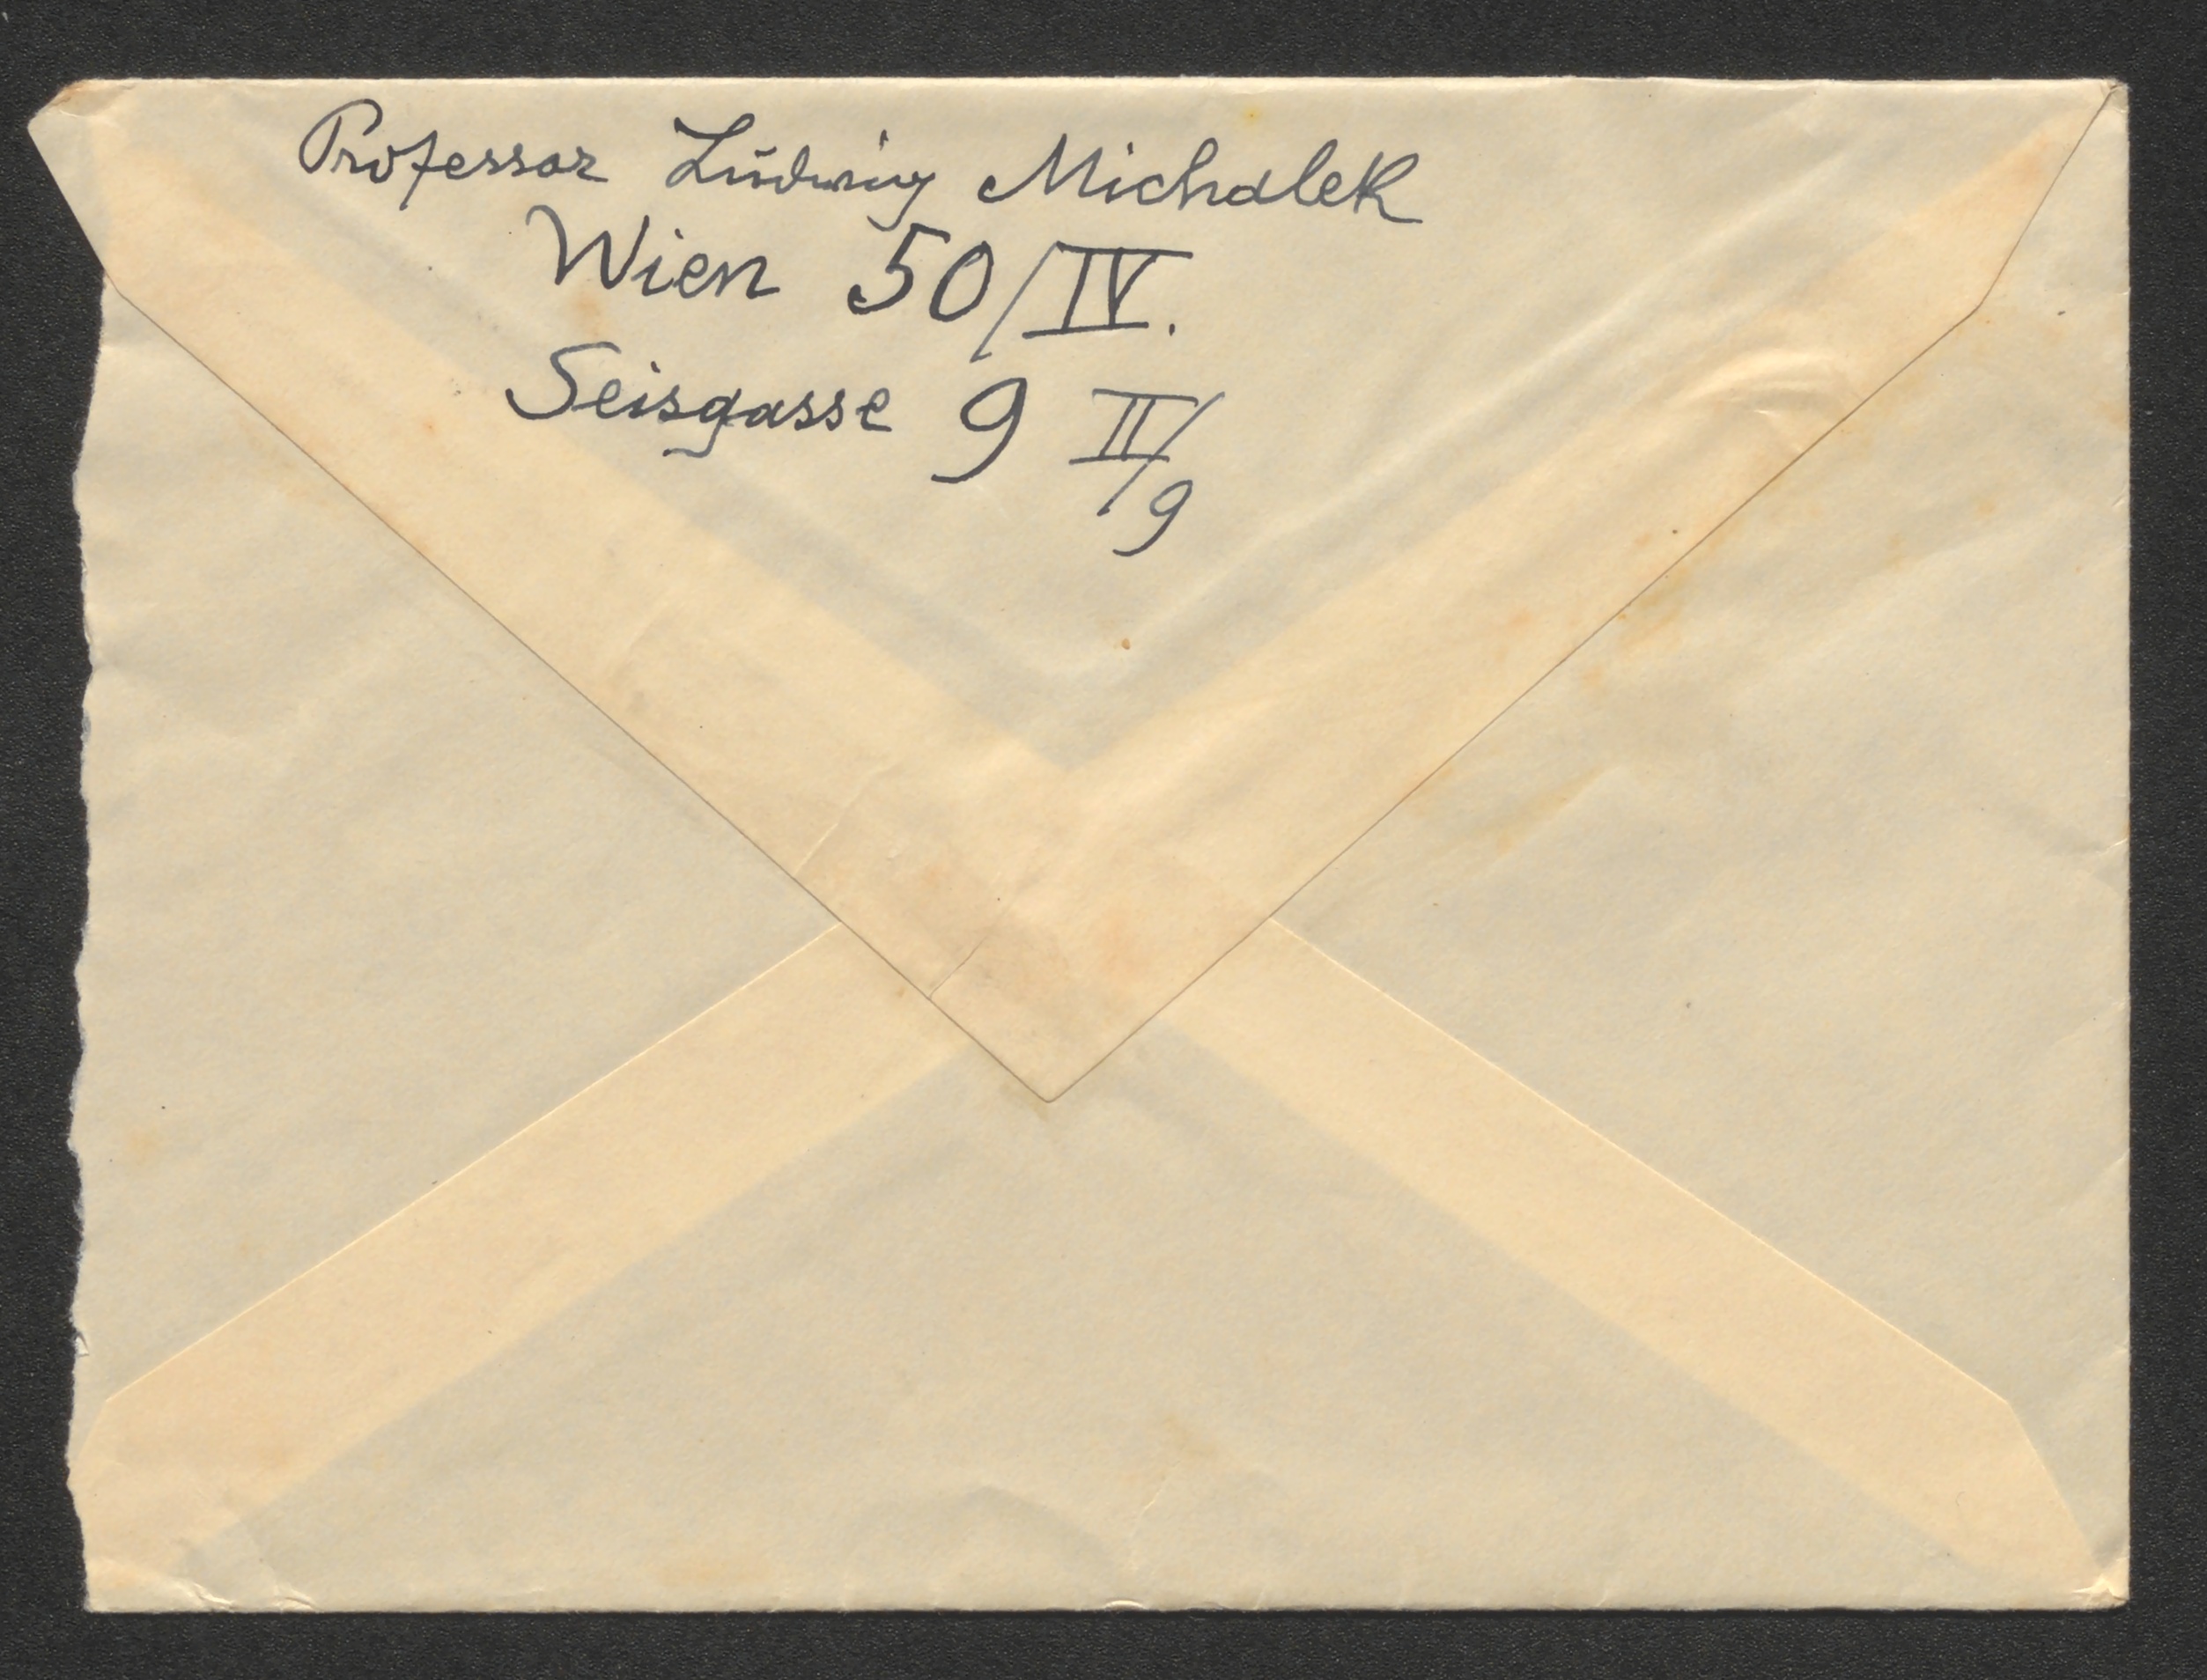 Professor Ludwig Michalek
Wien 50/IV.
Seisgasse 9 II/9